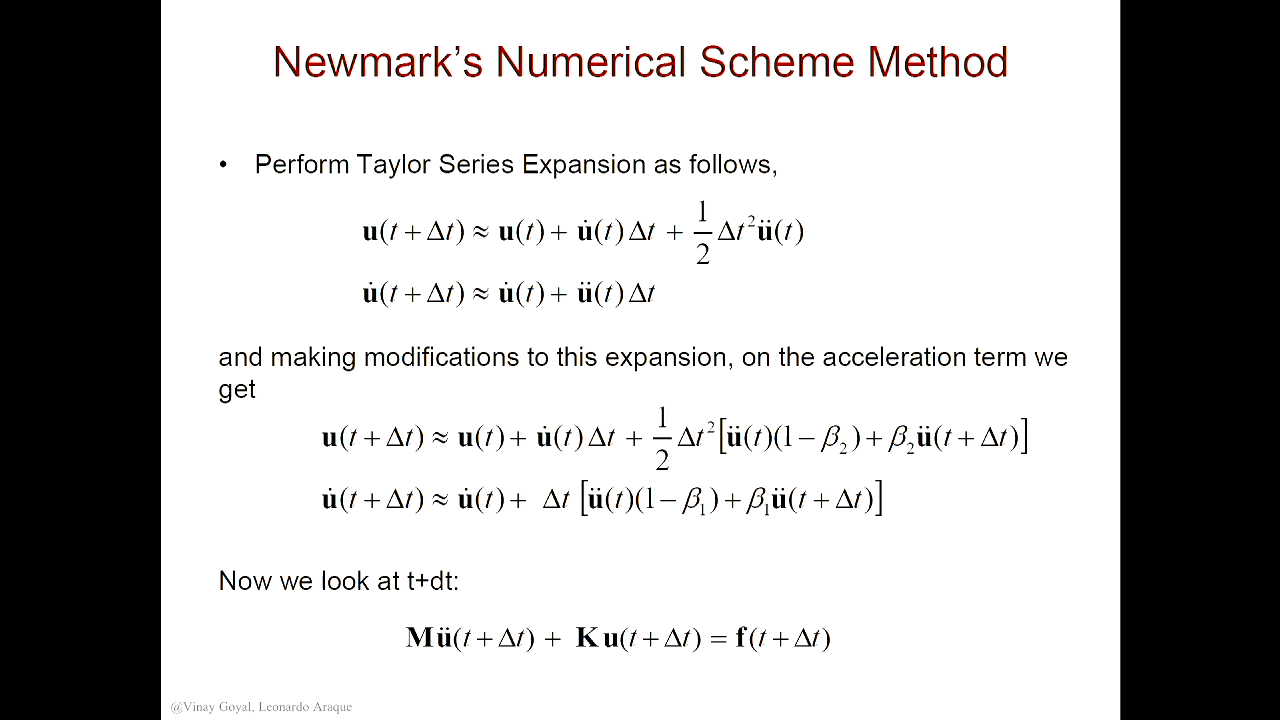 Newmark's Numerical Scheme Method
• Perform Taylor Series Expansion as follows,
𝐮(t + Δt) ≈ 𝐮(t) + 𝐮̇(t) Δt + 1/2 Δt² 𝐮̈(t)
𝐮̇(t + Δt) ≈ 𝐮̇(t) + 𝐮̈(t) Δt
and making modifications to this expansion, on the acceleration term we
get
𝐮(t + Δt) ≈ 𝐮(t) + 𝐮̇(t) Δt + 1/2 Δt² [𝐮̈(t)(1 − β₂) + β₂𝐮̈(t + Δt)]
𝐮̇(t + Δt) ≈ 𝐮̇(t) + Δt [𝐮̈(t)(1 − β₁) + β₁𝐮̈(t + Δt)]
Now we look at t+dt:
𝐌𝐮̈(t + Δt) + 𝐊𝐮(t + Δt) = 𝐟(t + Δt)
@Vinay Goyal, Leonardo Araque